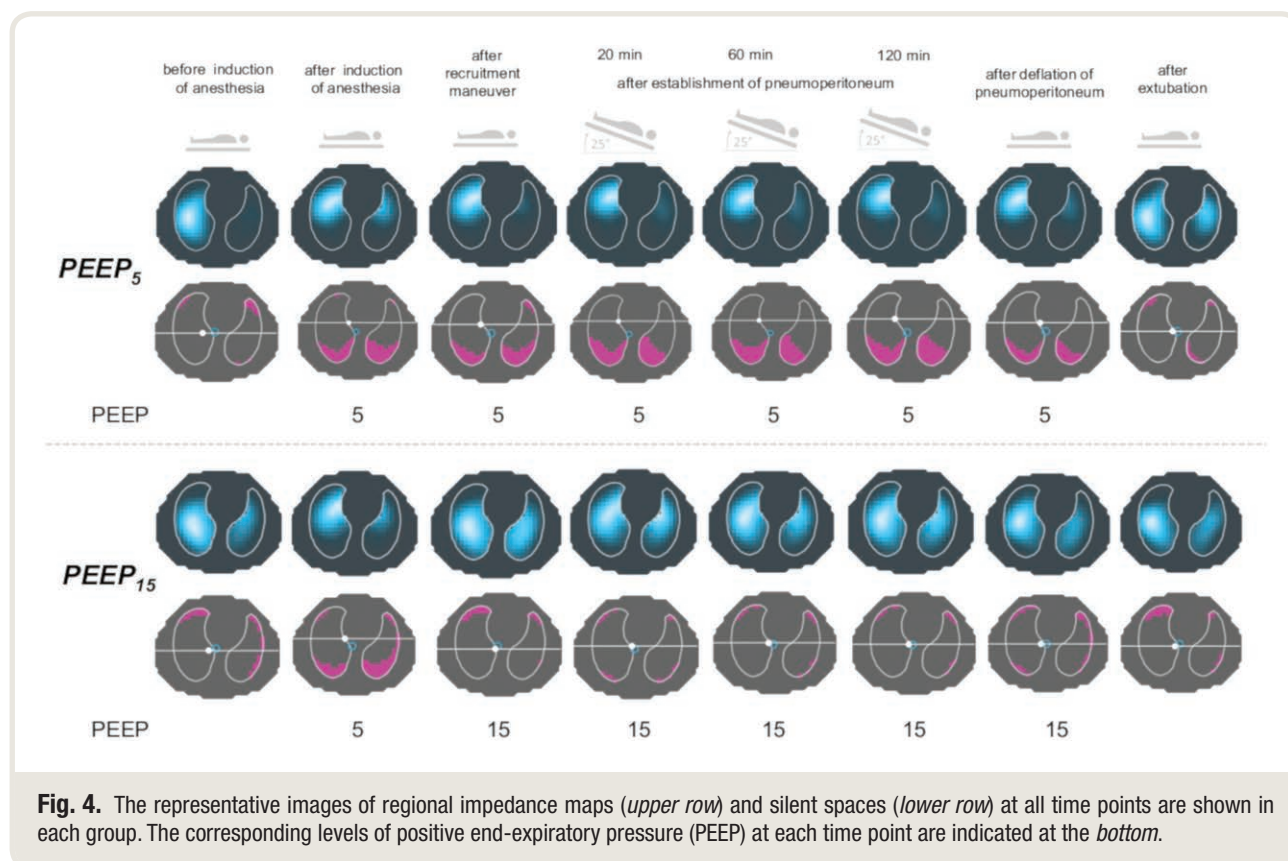 before induction
of anesthesia
after induction
of anesthesia
after
recruitment
maneuver
20 min
60 min
120 min
after establishment of pneumoperitoneum
after deflation of
pneumoperitoneum
after
extubation
25°
25°
25°
PEEP5
PEEP 5 5 5 5 5 5
PEEP15
PEEP 5 15 15 15 15 15
Fig. 4. The representative images of regional impedance maps (upper row) and silent spaces (lower row) at all time points are shown in
each group. The corresponding levels of positive end-expiratory pressure (PEEP) at each time point are indicated at the bottom.